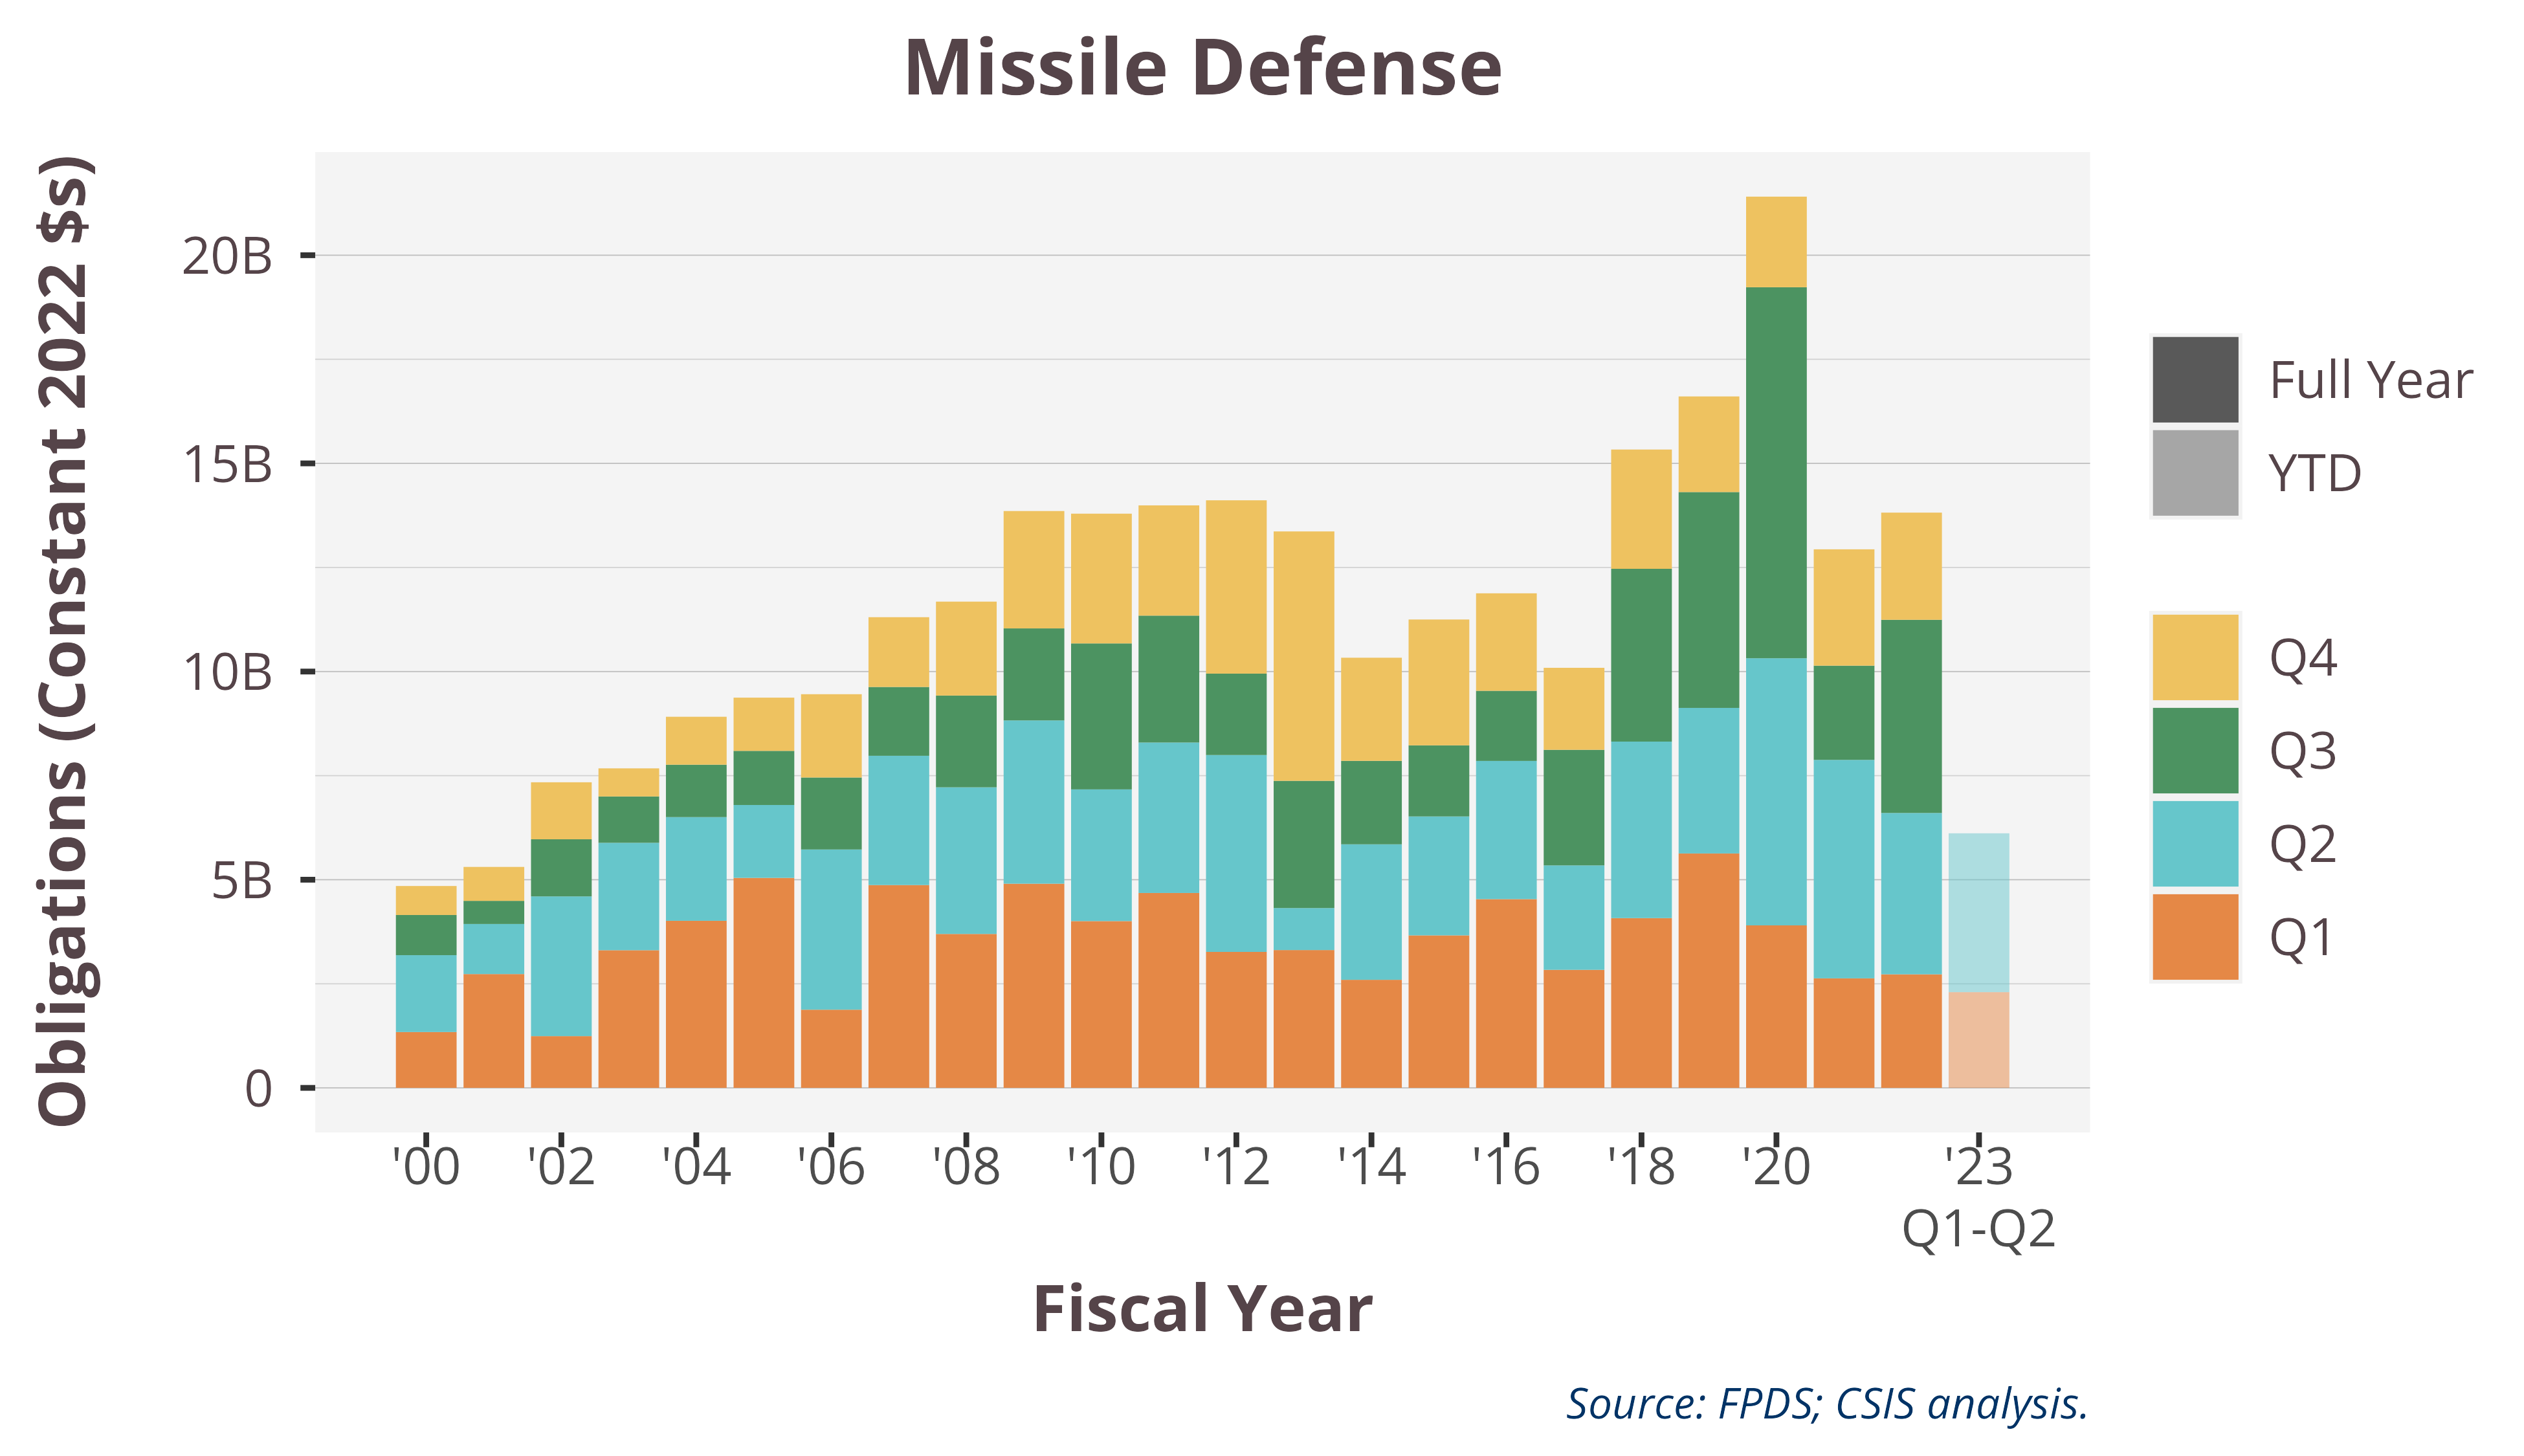 Missile Defense
Obligations (Constant 2022 $s)
20B
15B
10B
5B
0
'00 '02 '04 '06 '08 '10 '12 '14 '16 '18 '20 '23
Q1-Q2
Fiscal Year
Full Year
YTD
Q4
Q3
Q2
Q1
Source: FPDS; CSIS analysis.